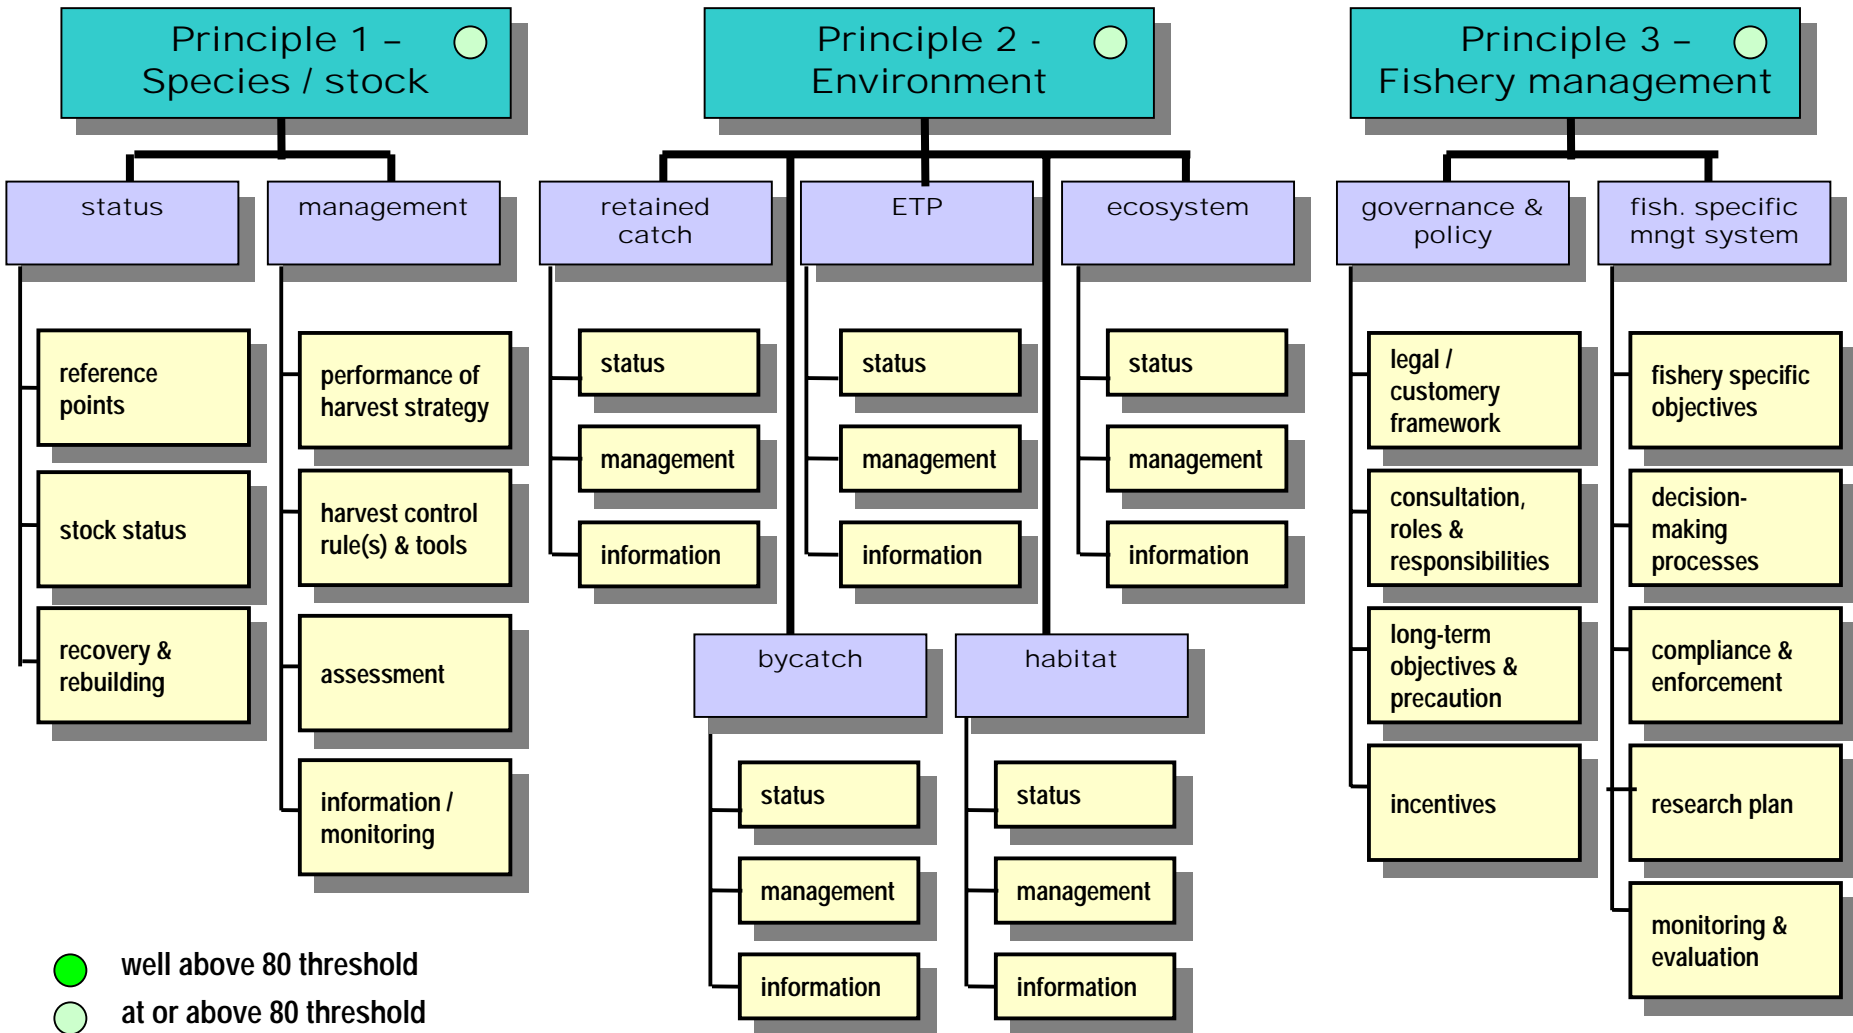 Principle 1 –
Species / stock
Principle 2 -
Environment
Principle 3 –
Fishery management
status
management
retained
catch
ETP
ecosystem
governance &
policy
fish. specific
mngt system
reference
points
stock status
recovery &
rebuilding
performance of
harvest strategy
harvest control
rule(s) & tools
assessment
information /
monitoring
status
management
information
status
management
information
status
management
information
bycatch
habitat
status
management
information
status
management
information
legal /
customery
framework
consultation,
roles &
responsibilities
long-term
objectives &
precaution
incentives
fishery specific
objectives
decision-
making
processes
compliance &
enforcement
research plan
monitoring &
evaluation
well above 80 threshold
at or above 80 threshold